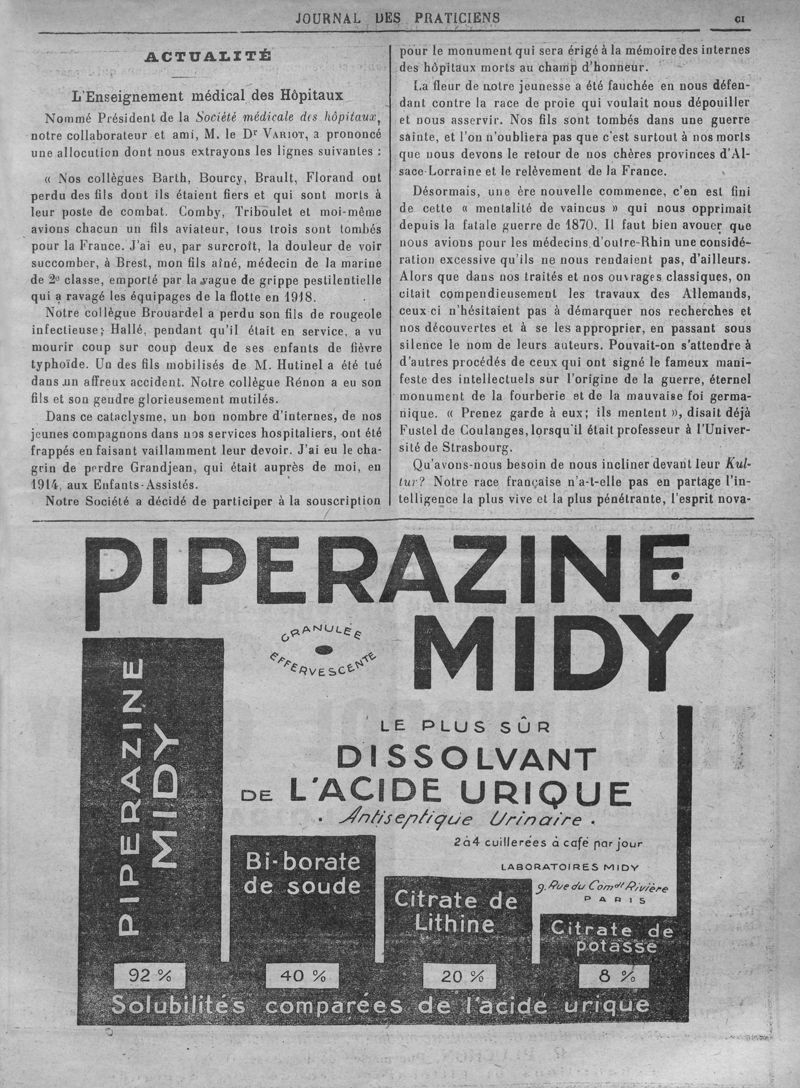 JOURNAL DES PRATICIENS CI
ACTUALITÉ
L'Enseignement médical des Hôpitaux
Nommé Président de la Société médicale des hôpitaux,
notre collaborateur et ami, M. le Dr VARIOT, a prononcé
une allocution dont nous extrayons les lignes suivantes :
« Nos collègues Barth, Bourcy, Brault, Florand ont
perdu des fils dont ils étaient fiers et qui sont morts à
leur poste de combat. Comby, Triboulet et moi-même
avions chacun un fils aviateur, tous trois sont tombés
pour la France. J'ai eu, par surcroît, la douleur de voir
succomber, à Brest, mon fils aîné, médecin de la marine
de 2e classe, emporté par la vague de grippe pestilentielle
qui a ravagé les équipages de la flotte en 1918.
Notre collègue Brouardel a perdu son fils de rougeole
infectieuse; Hallé, pendant qu'il était en service, a vu
mourir coup sur coup deux de ses enfants de fièvre
typhoïde. Un des fils mobilisés de M. Hutinel a été tué
dans un affreux accident. Notre collègue Rénon a eu son
fils et son gendre glorieusement mutilés.
Dans ce cataclysme, un bon nombre d'internes, de nos
jeunes compagnons dans nos services hospitaliers, ont été
frappés en faisant vaillamment leur devoir. J'ai eu le cha-
grin de perdre Grandjean, qui était auprès de moi, en
1914, aux Enfants-Assistés.
Notre Société a décidé de participer à la souscription
pour le monument qui sera érigé à la mémoire des internes
des hôpitaux morts au champ d'honneur.
La fleur de notre jeunesse a été fauchée en nous défen-
dant contre la race de proie qui voulait nous dépouiller
et nous asservir. Nos fils sont tombés dans une guerre
sainte, et l'on n'oubliera pas que c'est surtout à nos morts
que nous devons le retour de nos chères provinces d'Al-
sace-Lorraine et le relèvement de la France.
Désormais, une ère nouvelle commence, c'en est fini
de cette « mentalité de vaincus » qui nous opprimait
depuis la fatale guerre de 1870. Il faut bien avouer que
nous avions pour les médecins d'outre-Rhin une considé-
ration excessive qu'ils ne nous rendaient pas, d'ailleurs.
Alors que dans nos traités et nos ouvrages classiques, on
citait compendieusement les travaux des Allemands,
ceux ci n'hésitaient pas à démarquer nos recherches et
nos découvertes et à se les approprier, en passant sous
silence le nom de leurs auteurs. Pouvait-on s'attendre à
d'autres procédés de ceux qui ont signé le fameux mani-
feste des intellectuels sur l'origine de la guerre, éternel
monument de la fourberie et de la mauvaise foi germa-
nique. « Prenez garde à eux; ils mentent », disait déjà
Fustel de Coulanges, lorsqu'il était professeur à l'Univer-
sité de Strasbourg.
Qu'avons-nous besoin de nous incliner devant leur Kul-
tur? Notre race française n'a-t-elle pas en partage l'in-
telligence la plus vive et la plus pénétrante, l'esprit nova-
PIPERAZINE
MIDY
GRANULÉE
EFFERVESCENTE
LE PLUS SÛR
DISSOLVANT
DE L'ACIDE URIQUE
• Antiseptique Urinaire •
2 à 4 cuillerées à café par jour
LABORATOIRES MIDY
9. Rue du Comdt Rivière
PARIS
PIPERAZINE
MIDY
92 %
Bi-borate
de soude
40 %
Citrate de
Lithine
20 %
Citrate de
potasse
8 %
Solubilités comparées de l'acide urique